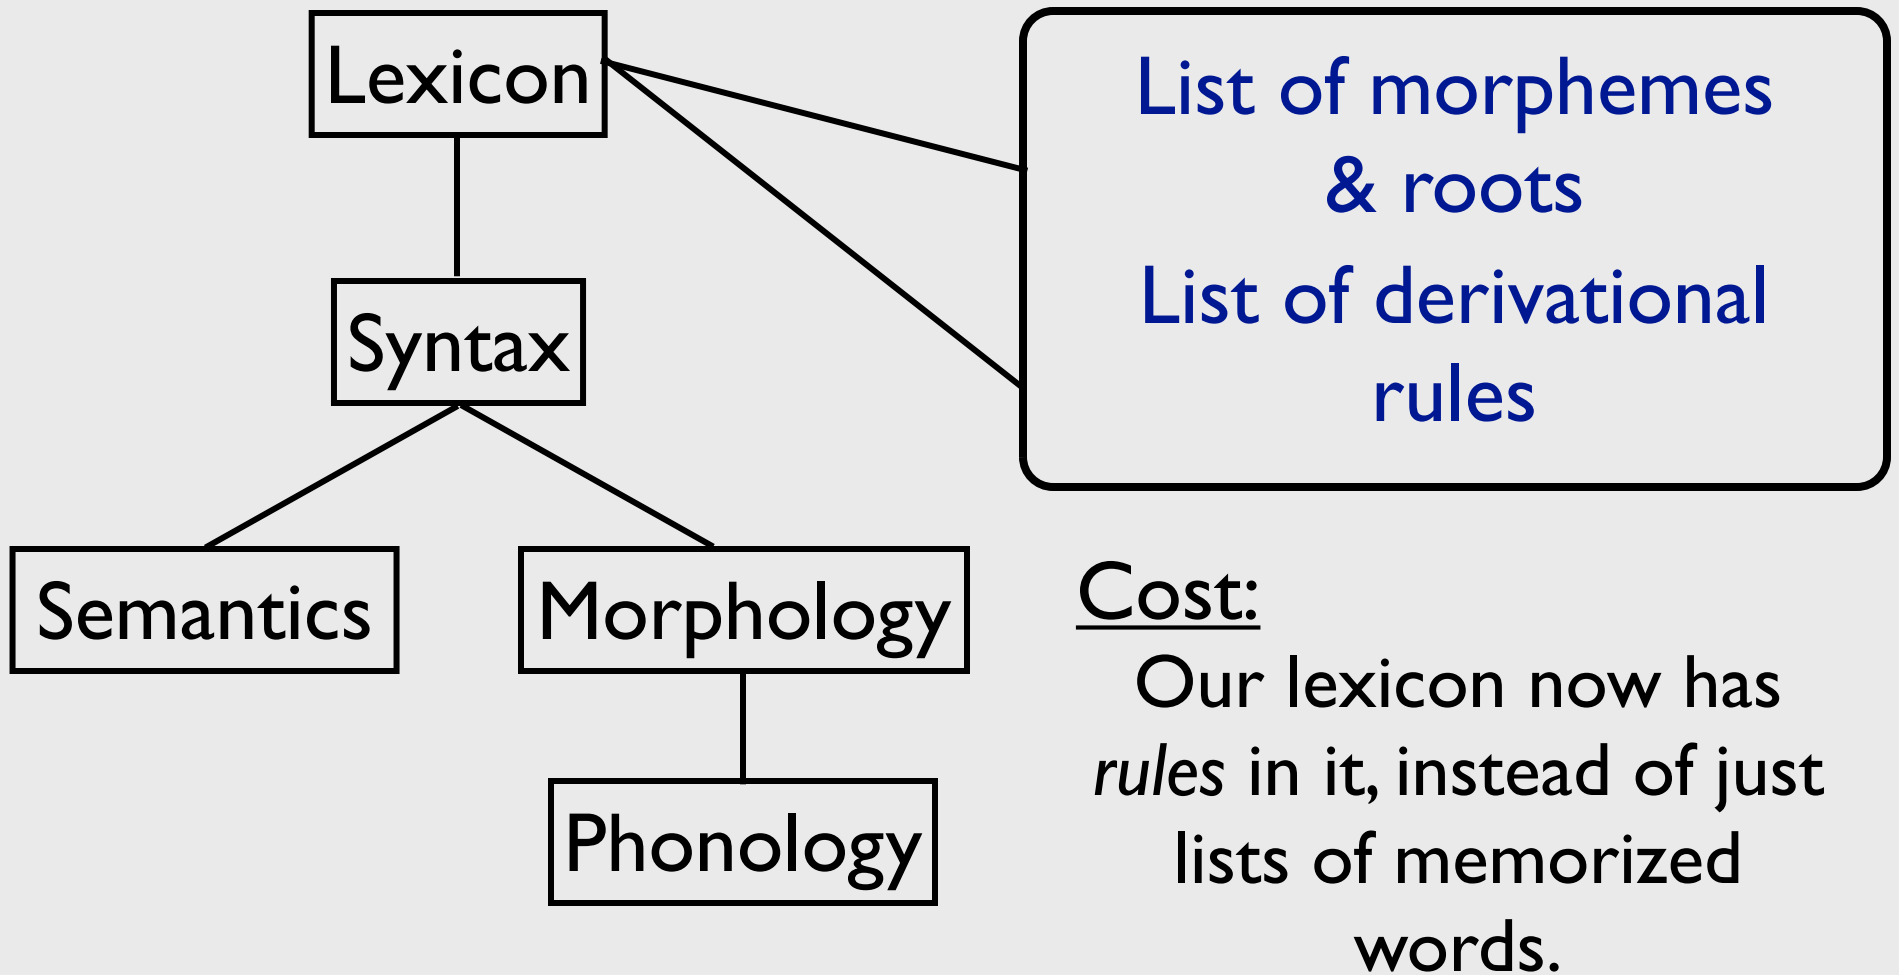 Lexicon
Syntax
Semantics
Morphology
Phonology
List of morphemes
& roots
List of derivational
rules
Cost:
Our lexicon now has
rules in it, instead of just
lists of memorized
words.